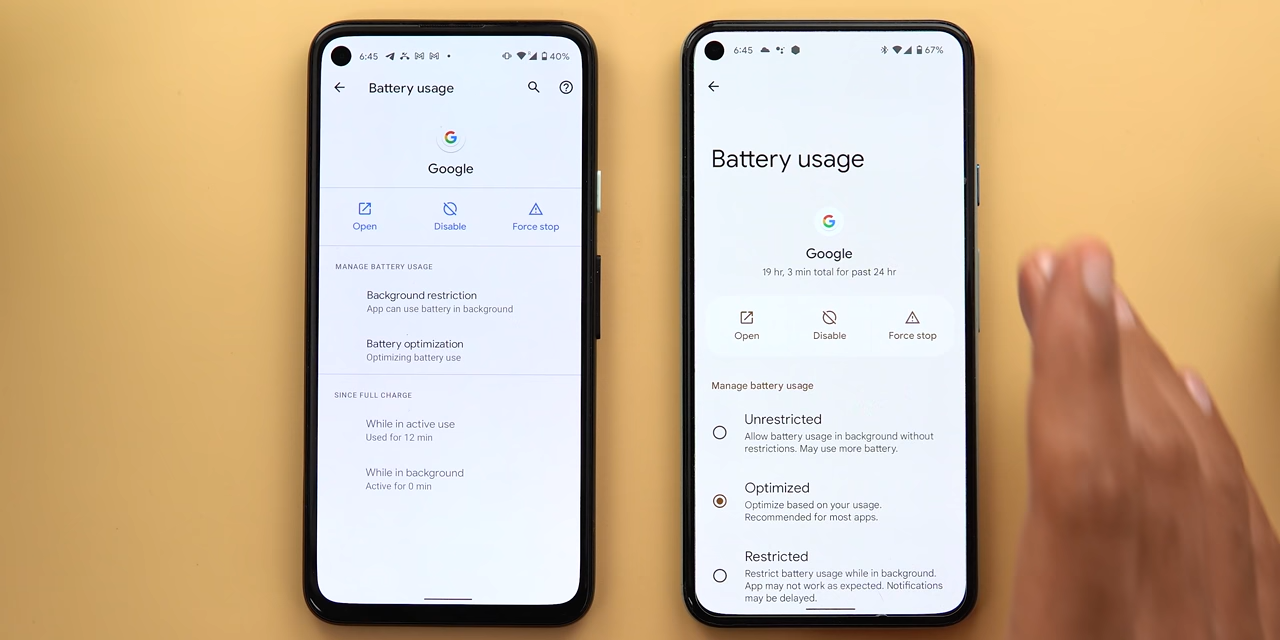 6:45
40%
Battery usage
Google
Open
Disable
Force stop
MANAGE BATTERY USAGE
Background restriction
App can use battery in background
Battery optimization
Optimizing battery use
SINCE FULL CHARGE
While in active use
Used for 12 min
While in background
Active for 0 min
6:45
67%
Battery usage
Google
19 hr, 3 min total for past 24 hr
Open
Disable
Force stop
Manage battery usage
Unrestricted
Allow battery usage in background without
restrictions. May use more battery.
Optimized
Optimize based on your usage.
Recommended for most apps.
Restricted
Restrict battery usage while in background.
App may not work as expected. Notifications
may be delayed.